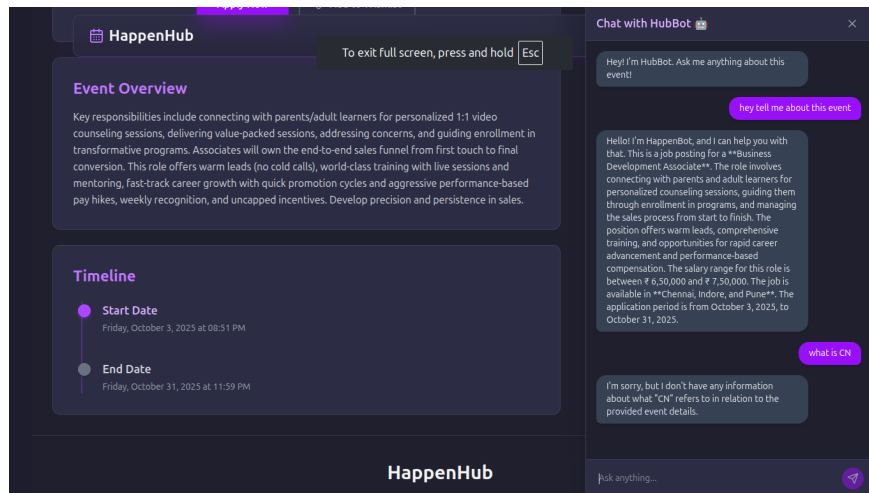 HappenHub
To exit full screen, press and hold Esc
Event Overview
Key responsibilities include connecting with parents/adult learners for personalized 1:1 video
counseling sessions, delivering value-packed sessions, addressing concerns, and guiding enrollment in
transformative programs. Associates will own the end-to-end sales funnel from first touch to final
conversion. This role offers warm leads (no cold calls), world-class training with live sessions and
mentoring, fast-track career growth with quick promotion cycles and aggressive performance-based
pay hikes, weekly recognition, and uncapped incentives. Develop precision and persistence in sales.
Timeline
Start Date
Friday, October 3, 2025 at 08:51 PM
End Date
Friday, October 31, 2025 at 11:59 PM
HappenHub
Chat with HubBot 🤖
Hey! I'm HubBot. Ask me anything about this
event!
hey tell me about this event
Hello! I'm HappenBot, and I can help you with
that. This is a job posting for a **Business
Development Associate**. The role involves
connecting with parents and adult learners for
personalized counseling sessions, guiding them
through enrollment in programs, and managing
the sales process from start to finish. The
position offers warm leads, comprehensive
training, and opportunities for rapid career
advancement and performance-based
compensation. The salary range for this role is
between ₹ 6,50,000 and ₹ 7,50,000. The job is
available in **Chennai, Indore, and Pune**. The
application period is from October 3, 2025, to
October 31, 2025.
what is CN
I'm sorry, but I don't have any information
about what "CN" refers to in relation to the
provided event details.
Ask anything...